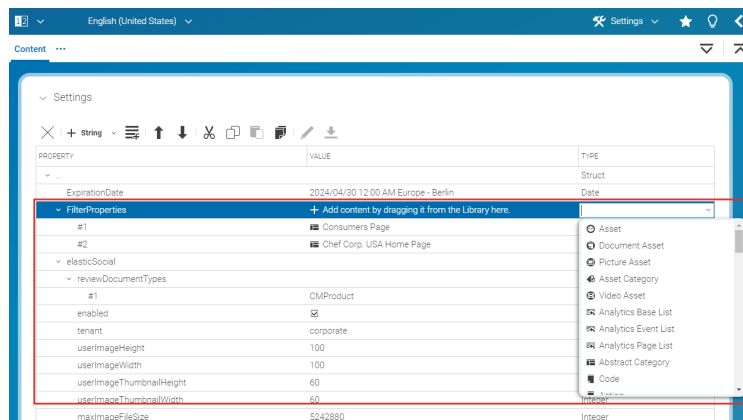 12 English (United States) Settings
Content ...
Settings
+ String
PROPERTY VALUE TYPE
... Struct
ExpirationDate 2024/04/30 12:00 AM Europe - Berlin Date
FilterProperties + Add content by dragging it from the Library here.
#1 Consumers Page
#2 Chef Corp. USA Home Page
elasticSocial
reviewDocumentTypes
#1 CMProduct
enabled
tenant corporate
userImageHeight 100
userImageWidth 100
userImageThumbnailHeight 60
userImageThumbnailWidth 60 Integer
maxImageFileSize 5242880 Integer
Asset
Document Asset
Picture Asset
Asset Category
Video Asset
Analytics Base List
Analytics Event List
Analytics Page List
Abstract Category
Code
Action